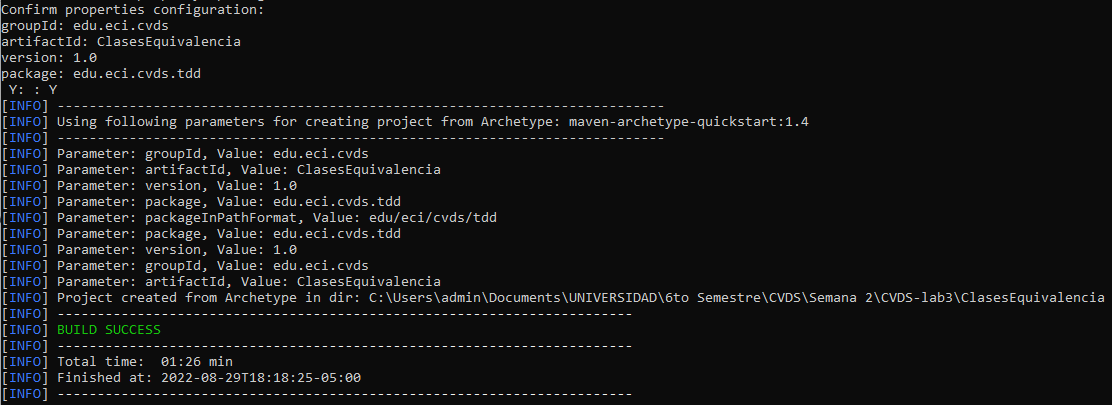 Confirm properties configuration:
groupId: edu.eci.cvds
artifactId: ClasesEquivalencia
version: 1.0
package: edu.eci.cvds.tdd
 Y: : Y
[INFO] ----------------------------------------------------------------------------
[INFO] Using following parameters for creating project from Archetype: maven-archetype-quickstart:1.4
[INFO] ----------------------------------------------------------------------------
[INFO] Parameter: groupId, Value: edu.eci.cvds
[INFO] Parameter: artifactId, Value: ClasesEquivalencia
[INFO] Parameter: version, Value: 1.0
[INFO] Parameter: package, Value: edu.eci.cvds.tdd
[INFO] Parameter: packageInPathFormat, Value: edu/eci/cvds/tdd
[INFO] Parameter: package, Value: edu.eci.cvds.tdd
[INFO] Parameter: version, Value: 1.0
[INFO] Parameter: groupId, Value: edu.eci.cvds
[INFO] Parameter: artifactId, Value: ClasesEquivalencia
[INFO] Project created from Archetype in dir: C:\Users\admin\Documents\UNIVERSIDAD\6to Semestre\CVDS\Semana 2\CVDS-lab3\ClasesEquivalencia
[INFO] ------------------------------------------------------------------------
[INFO] BUILD SUCCESS
[INFO] ------------------------------------------------------------------------
[INFO] Total time:  01:26 min
[INFO] Finished at: 2022-08-29T18:18:25-05:00
[INFO] ------------------------------------------------------------------------